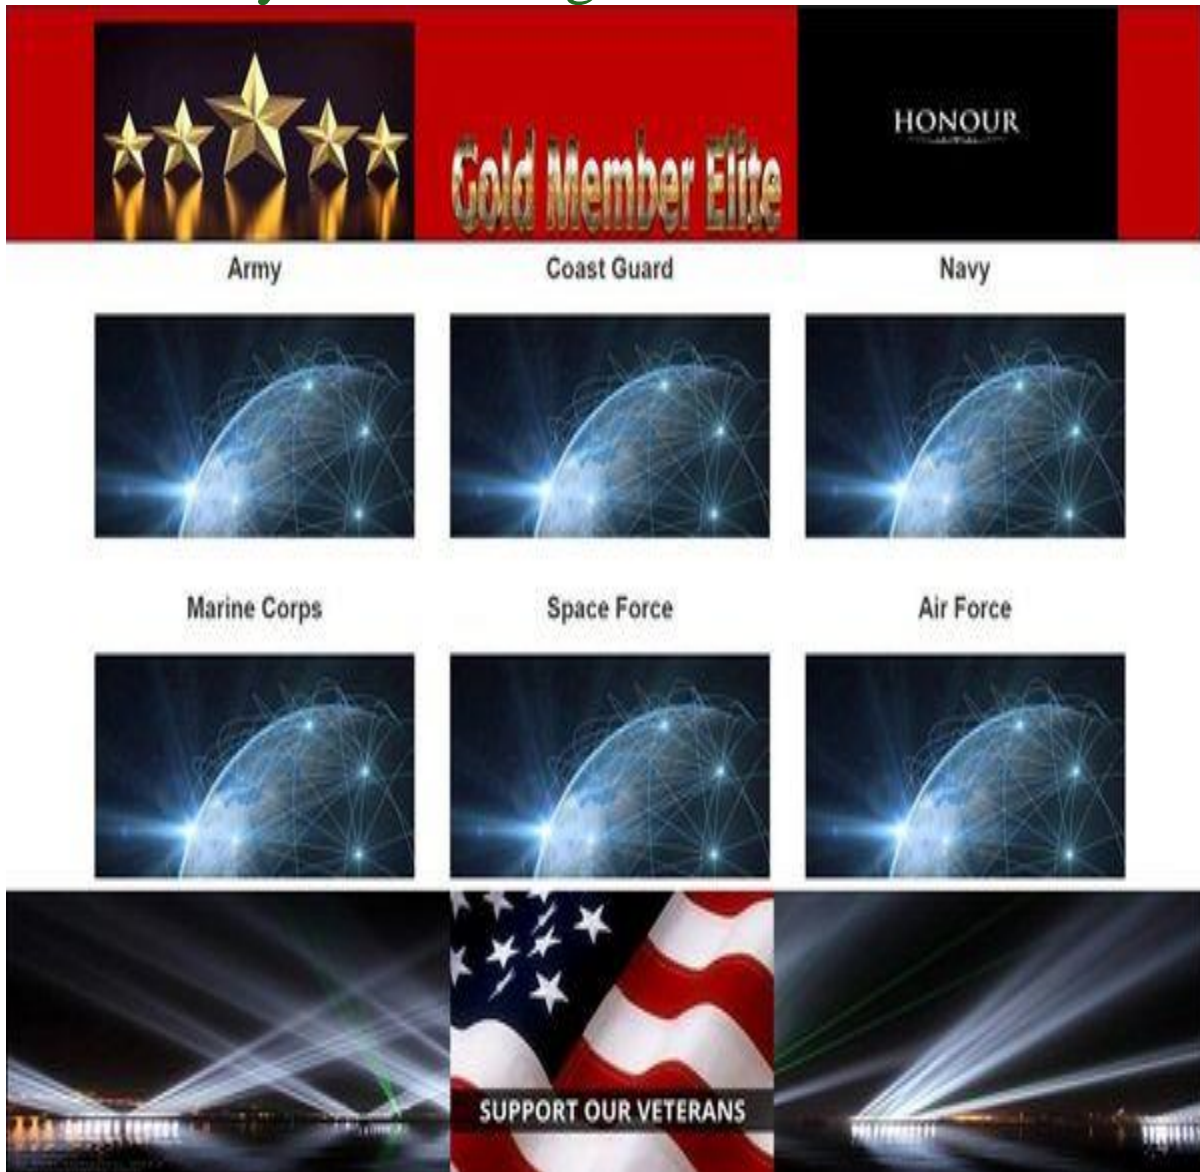 Gold Member Elite
HONOUR
Army
Coast Guard
Navy
Marine Corps
Space Force
Air Force
SUPPORT OUR VETERANS